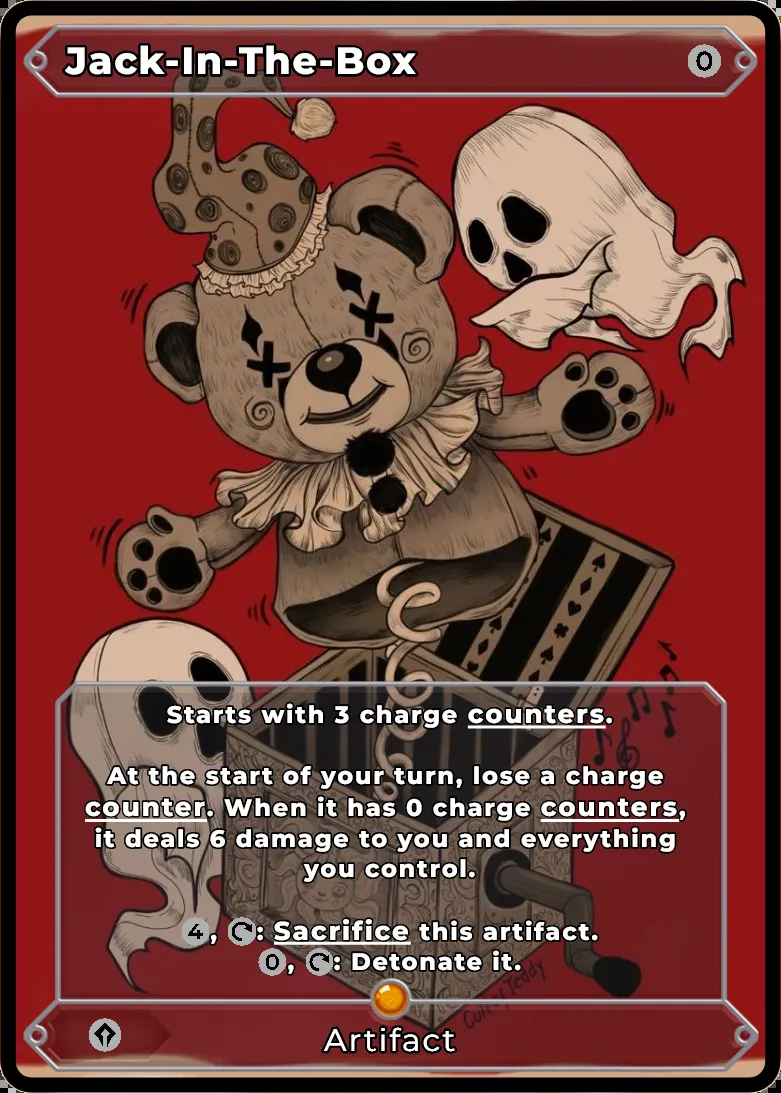 Jack-In-The-Box
0
Starts with 3 charge counters.
At the start of your turn, lose a charge
counter. When it has 0 charge counters,
it deals 6 damage to you and everything
you control.
4, : Sacrifice this artifact.
0, : Detonate it.
Teddy
Artifact